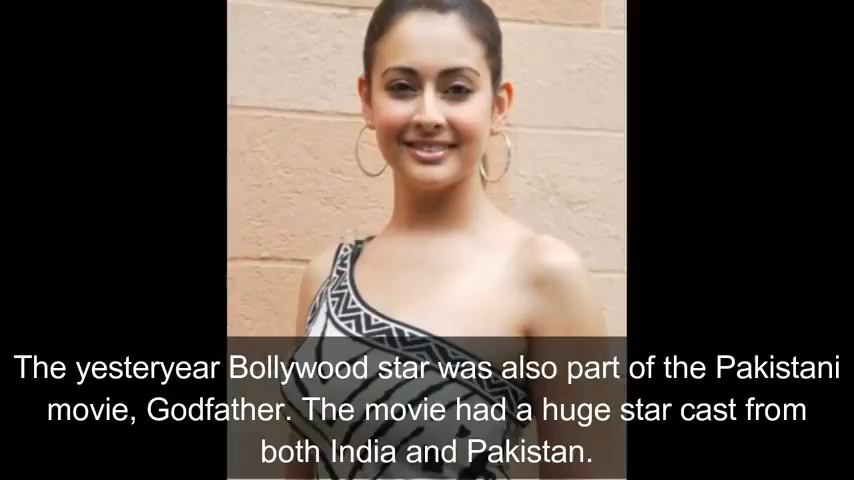 The yesteryear Bollywood star was also part of the Pakistani
movie, Godfather. The movie had a huge star cast from
both India and Pakistan.